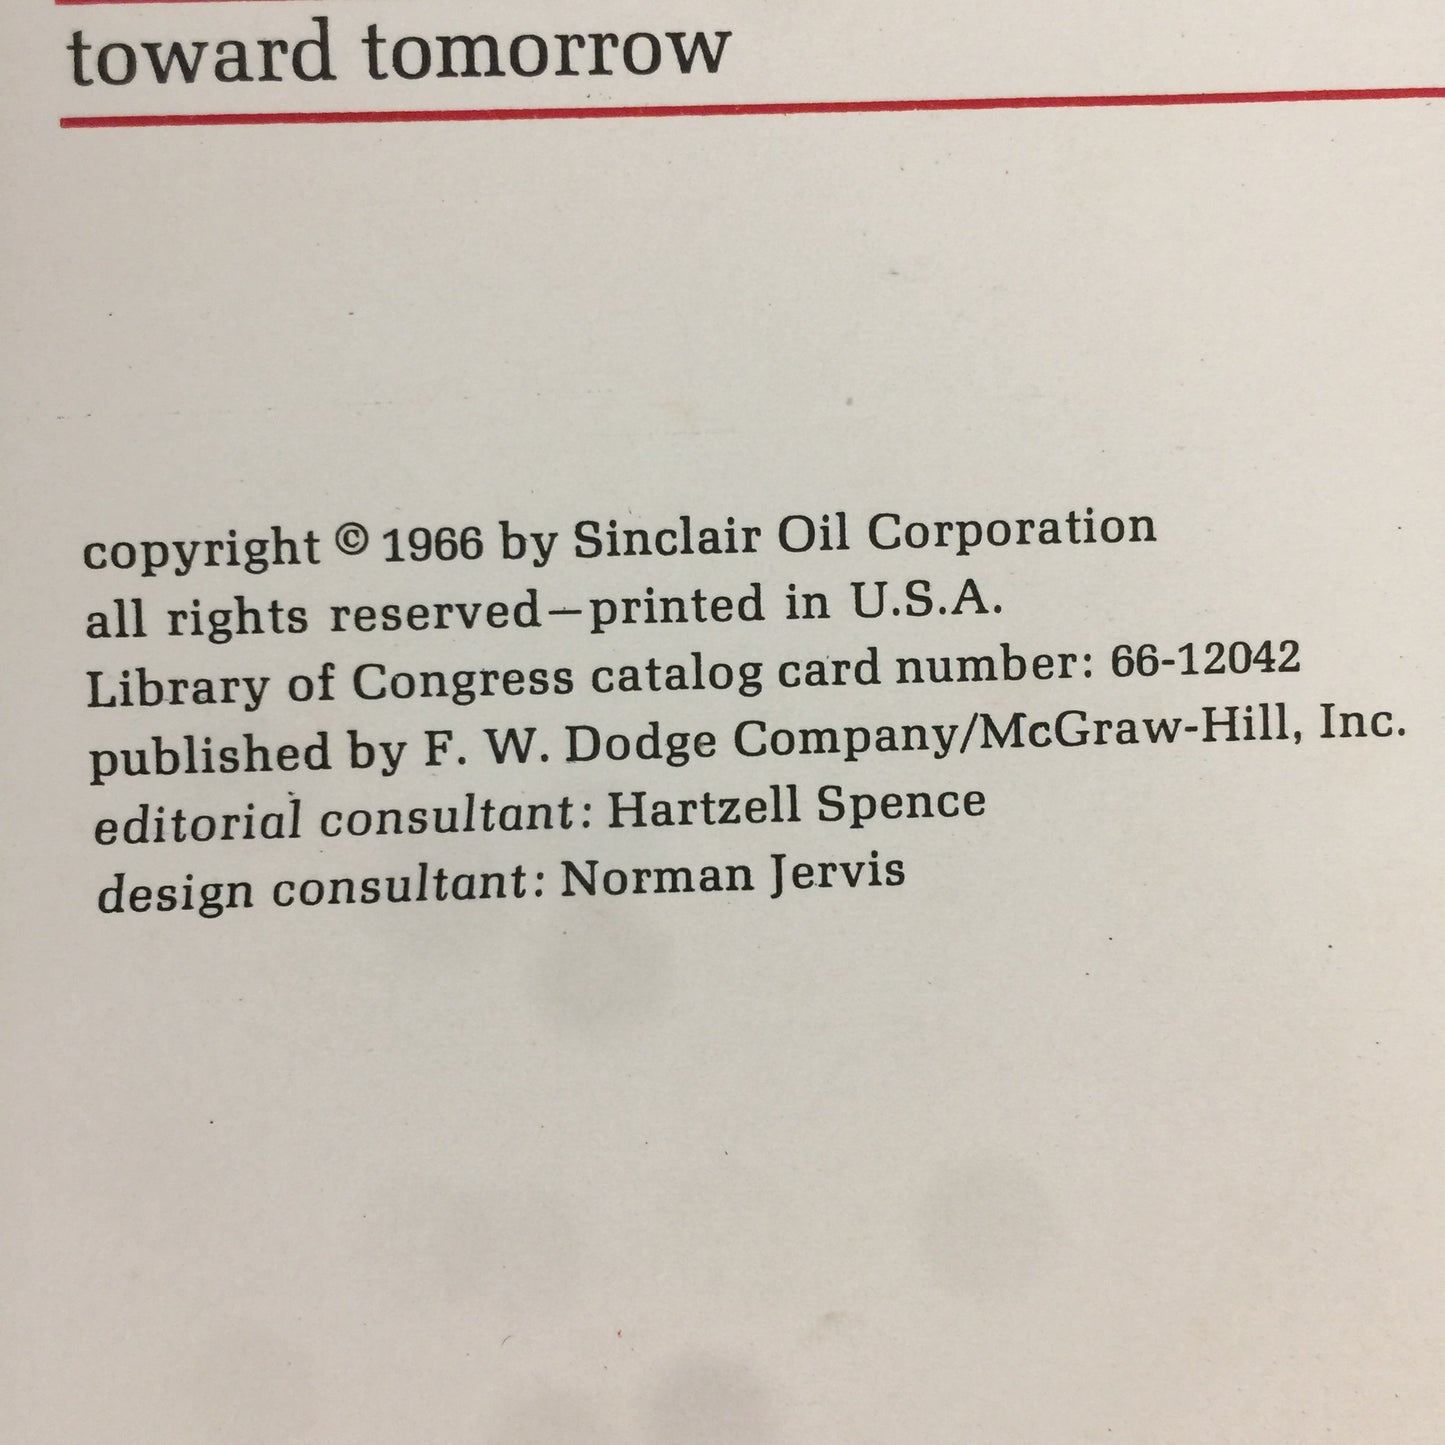 toward tomorrow
copyright © 1966 by Sinclair Oil Corporation
all rights reserved—printed in U.S.A.
Library of Congress catalog card number: 66-12042
published by F. W. Dodge Company/McGraw-Hill, Inc.
editorial consultant: Hartzell Spence
design consultant: Norman Jervis